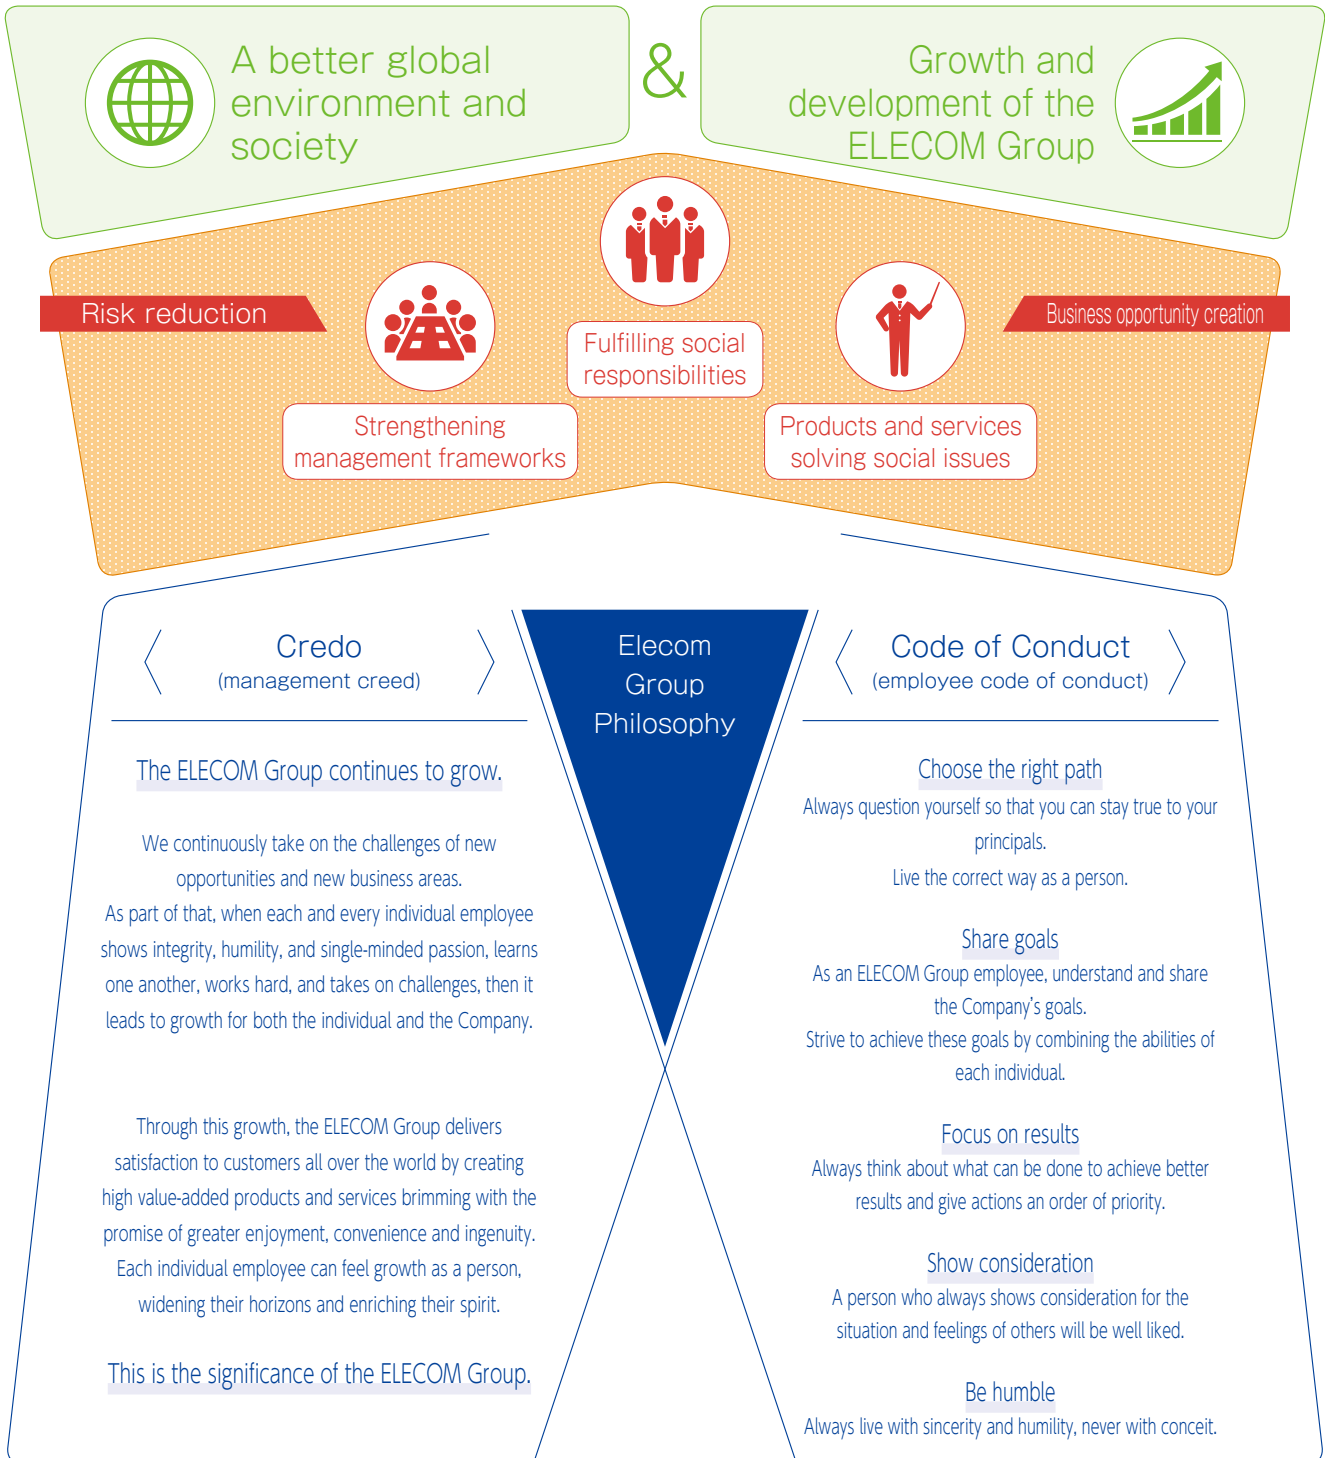 A better global
environment and
society
&
Growth and
development of the
ELECOM Group
Risk reduction
Business opportunity creation
Fulfilling social
responsibilities
Strengthening
management frameworks
Products and services
solving social issues
Elecom
Group
Philosophy
Credo
(management creed)
The ELECOM Group continues to grow.
We continuously take on the challenges of new
opportunities and new business areas.
As part of that, when each and every individual employee
shows integrity, humility, and single-minded passion, learns
one another, works hard, and takes on challenges, then it
leads to growth for both the individual and the Company.
Through this growth, the ELECOM Group delivers
satisfaction to customers all over the world by creating
high value-added products and services brimming with the
promise of greater enjoyment, convenience and ingenuity.
Each individual employee can feel growth as a person,
widening their horizons and enriching their spirit.
This is the significance of the ELECOM Group.
Code of Conduct
(employee code of conduct)
Choose the right path
Always question yourself so that you can stay true to your
principals.
Live the correct way as a person.
Share goals
As an ELECOM Group employee, understand and share
the Company's goals.
Strive to achieve these goals by combining the abilities of
each individual.
Focus on results
Always think about what can be done to achieve better
results and give actions an order of priority.
Show consideration
A person who always shows consideration for the
situation and feelings of others will be well liked.
Be humble
Always live with sincerity and humility, never with conceit.